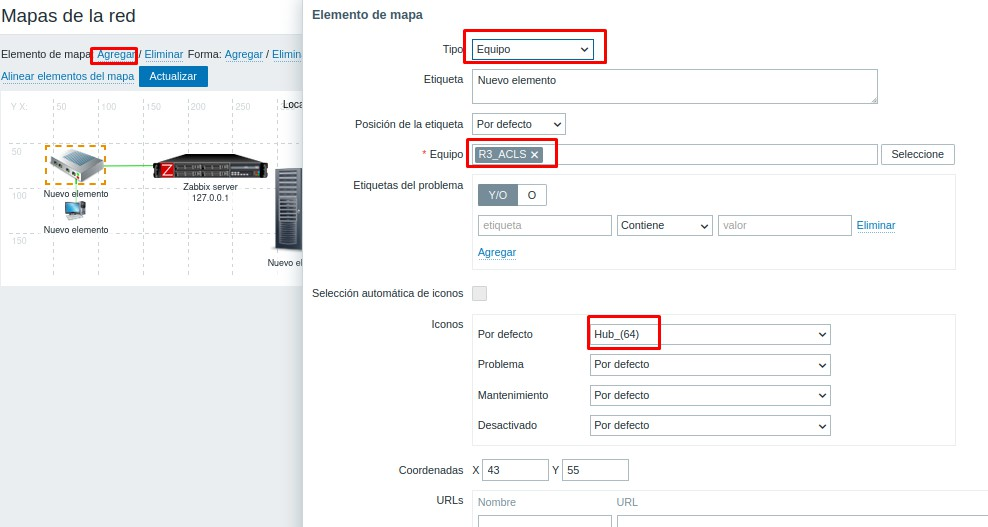 Mapas de la red
Elemento de mapa: Agregar / Eliminar Forma: Agregar / Elimin
Alinear elementos del mapa Actualizar
Y X: 50 100 150 200 250 Loca
50
100
150
Nuevo elemento
Zabbix server
127.0.0.1
Nuevo elemento
Nuevo el
Elemento de mapa
Tipo Equipo
Etiqueta Nuevo elemento
Posición de la etiqueta Por defecto
* Equipo R3_ACLS Seleccione
Etiquetas del problema Y/O O
etiqueta Contiene valor Eliminar
Agregar
Selección automática de iconos
Iconos
Por defecto Hub_(64)
Problema Por defecto
Mantenimiento Por defecto
Desactivado Por defecto
Coordenadas X 43 Y 55
URLs Nombre URL